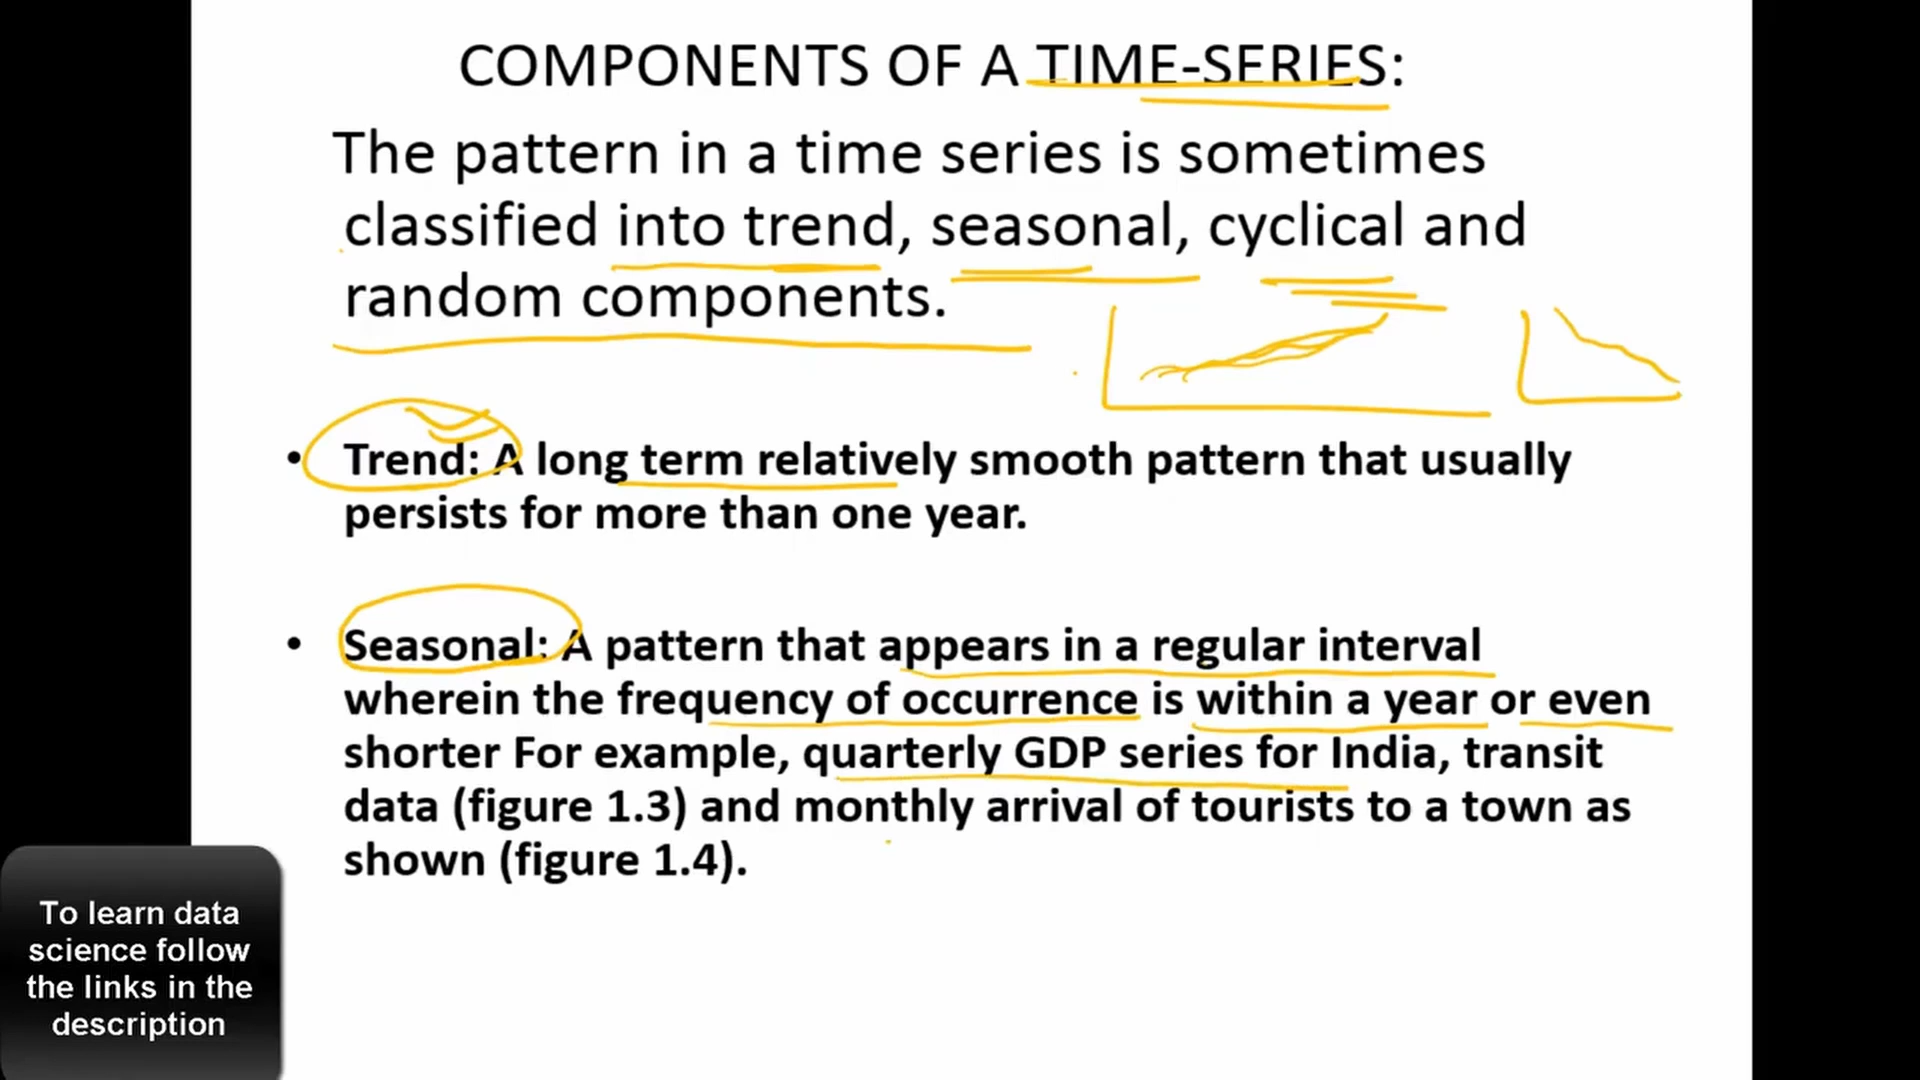 COMPONENTS OF A TIME-SERIES:
The pattern in a time series is sometimes
classified into trend, seasonal, cyclical and
random components.
• Trend: A long term relatively smooth pattern that usually
persists for more than one year.
• Seasonal: A pattern that appears in a regular interval
wherein the frequency of occurrence is within a year or even
shorter For example, quarterly GDP series for India, transit
data (figure 1.3) and monthly arrival of tourists to a town as
shown (figure 1.4).
To learn data
science follow
the links in the
description